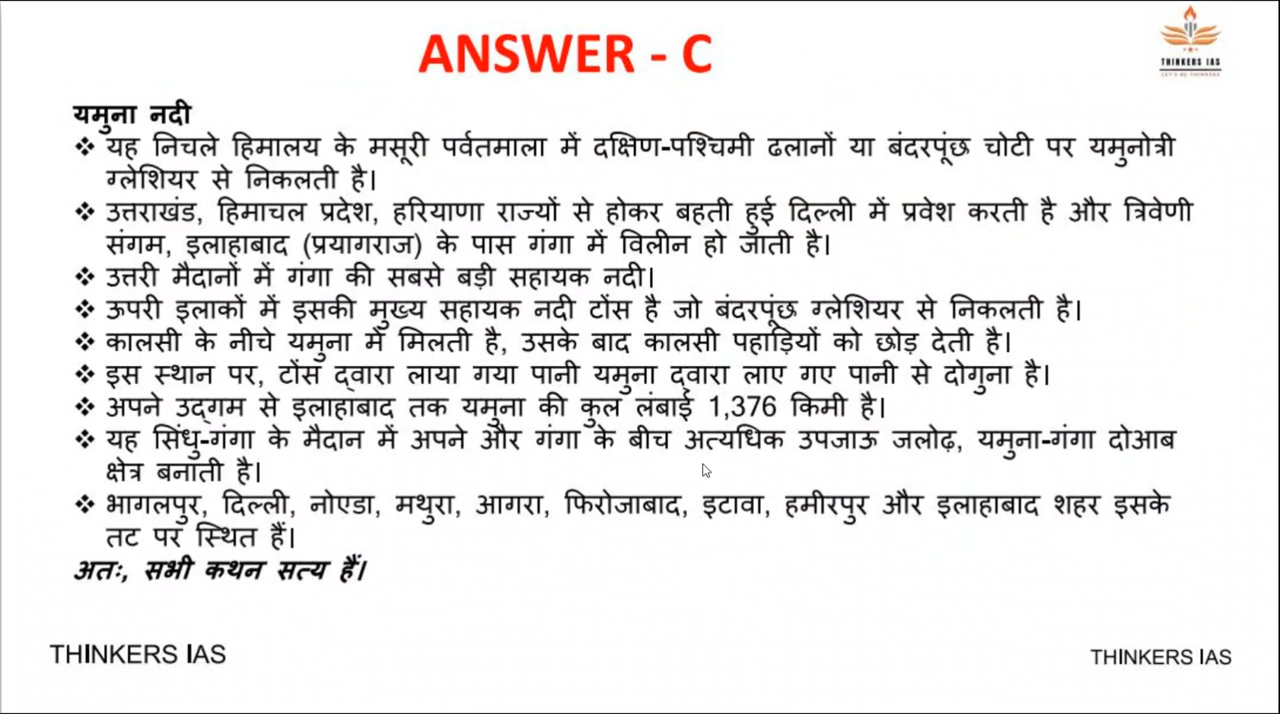 ANSWER - C
THINKERS IAS
LET'S BE THINKERS
यमुना नदी
❖ यह निचले हिमालय के मसूरी पर्वतमाला में दक्षिण-पश्चिमी ढलानों या बंदरपूंछ चोटी पर यमुनोत्री
ग्लेशियर से निकलती है।
❖ उत्तराखंड, हिमाचल प्रदेश, हरियाणा राज्यों से होकर बहती हुई दिल्ली में प्रवेश करती है और त्रिवेणी
संगम, इलाहाबाद (प्रयागराज) के पास गंगा में विलीन हो जाती है।
❖ उत्तरी मैदानों में गंगा की सबसे बड़ी सहायक नदी।
❖ ऊपरी इलाकों में इसकी मुख्य सहायक नदी टोंस है जो बंदरपूंछ ग्लेशियर से निकलती है।
❖ कालसी के नीचे यमुना में मिलती है, उसके बाद कालसी पहाड़ियों को छोड़ देती है।
❖ इस स्थान पर, टोंस द्वारा लाया गया पानी यमुना द्वारा लाए गए पानी से दोगुना है।
❖ अपने उद्गम से इलाहाबाद तक यमुना की कुल लंबाई 1,376 किमी है।
❖ यह सिंधु-गंगा के मैदान में अपने और गंगा के बीच अत्यधिक उपजाऊ जलोढ़, यमुना-गंगा दोआब
क्षेत्र बनाती है।
❖ भागलपुर, दिल्ली, नोएडा, मथुरा, आगरा, फिरोजाबाद, इटावा, हमीरपुर और इलाहाबाद शहर इसके
तट पर स्थित हैं।
अतः, सभी कथन सत्य हैं।
THINKERS IAS
THINKERS IAS